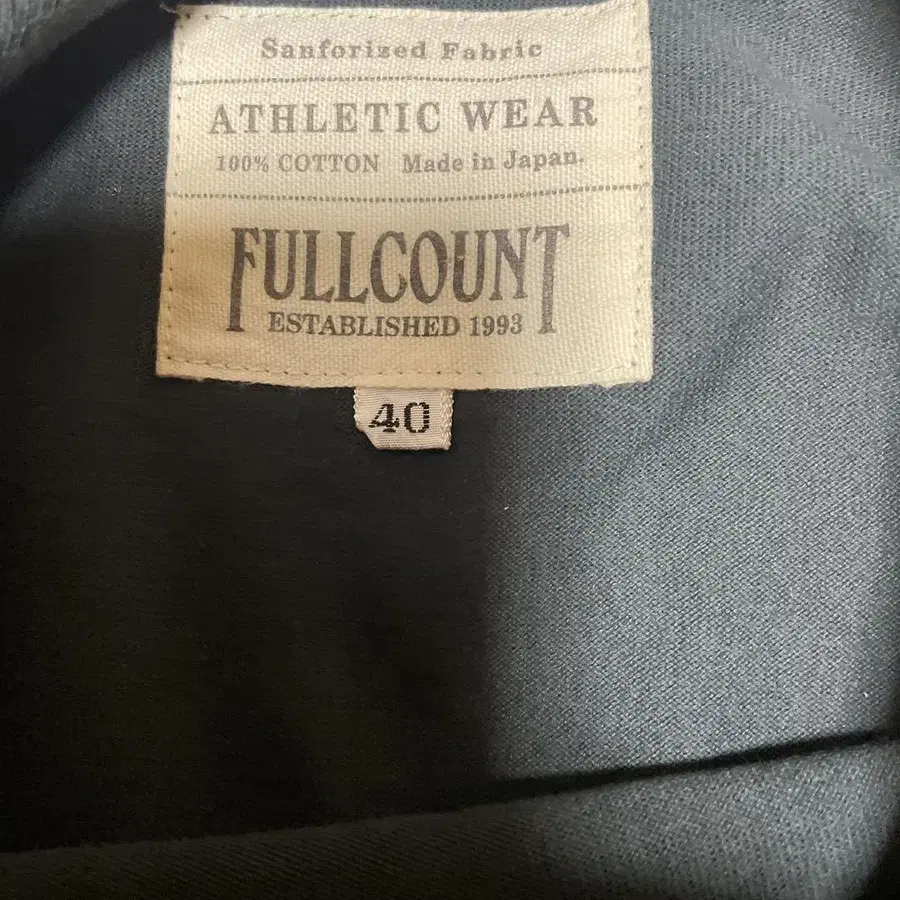 Sanforized Fabric
ATHLETIC WEAR
100% COTTON Made in Japan.
FULLCOUNT
ESTABLISHED 1993
40